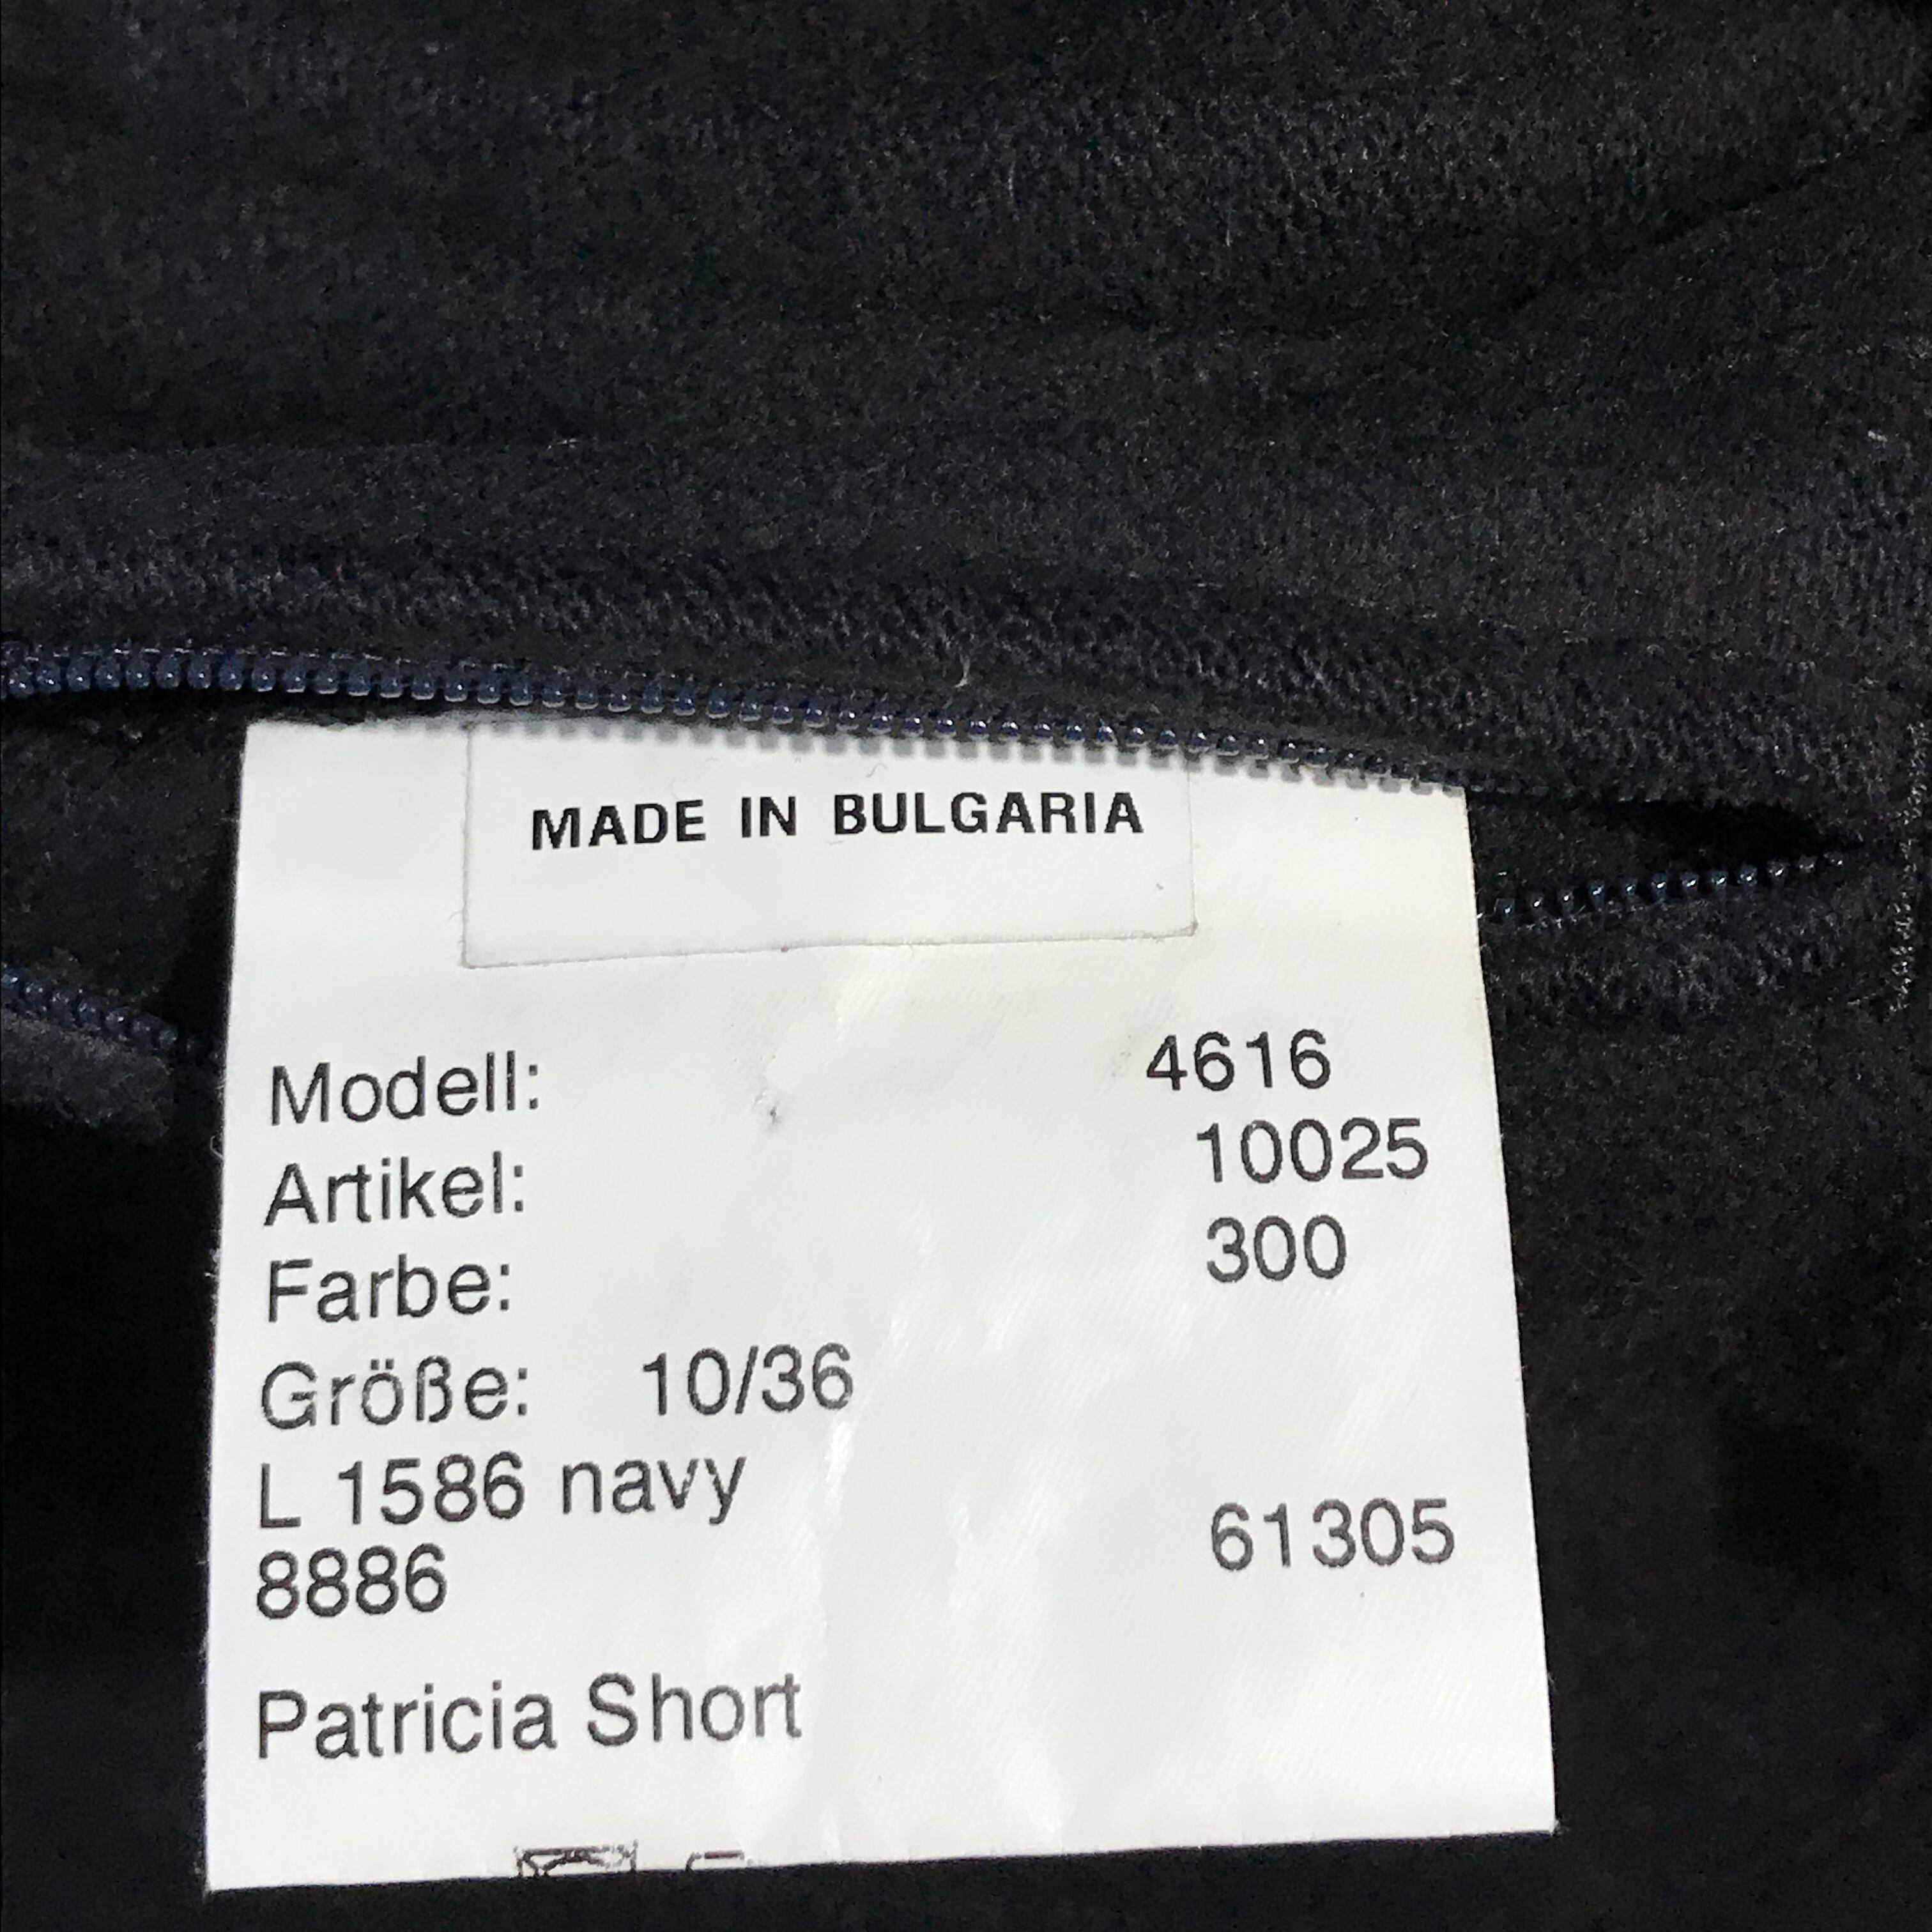 MADE IN BULGARIA
Modell: 4616
Artikel: 10025
Farbe: 300
Größe: 10/36
L 1586 navy
8886 61305
Patricia Short